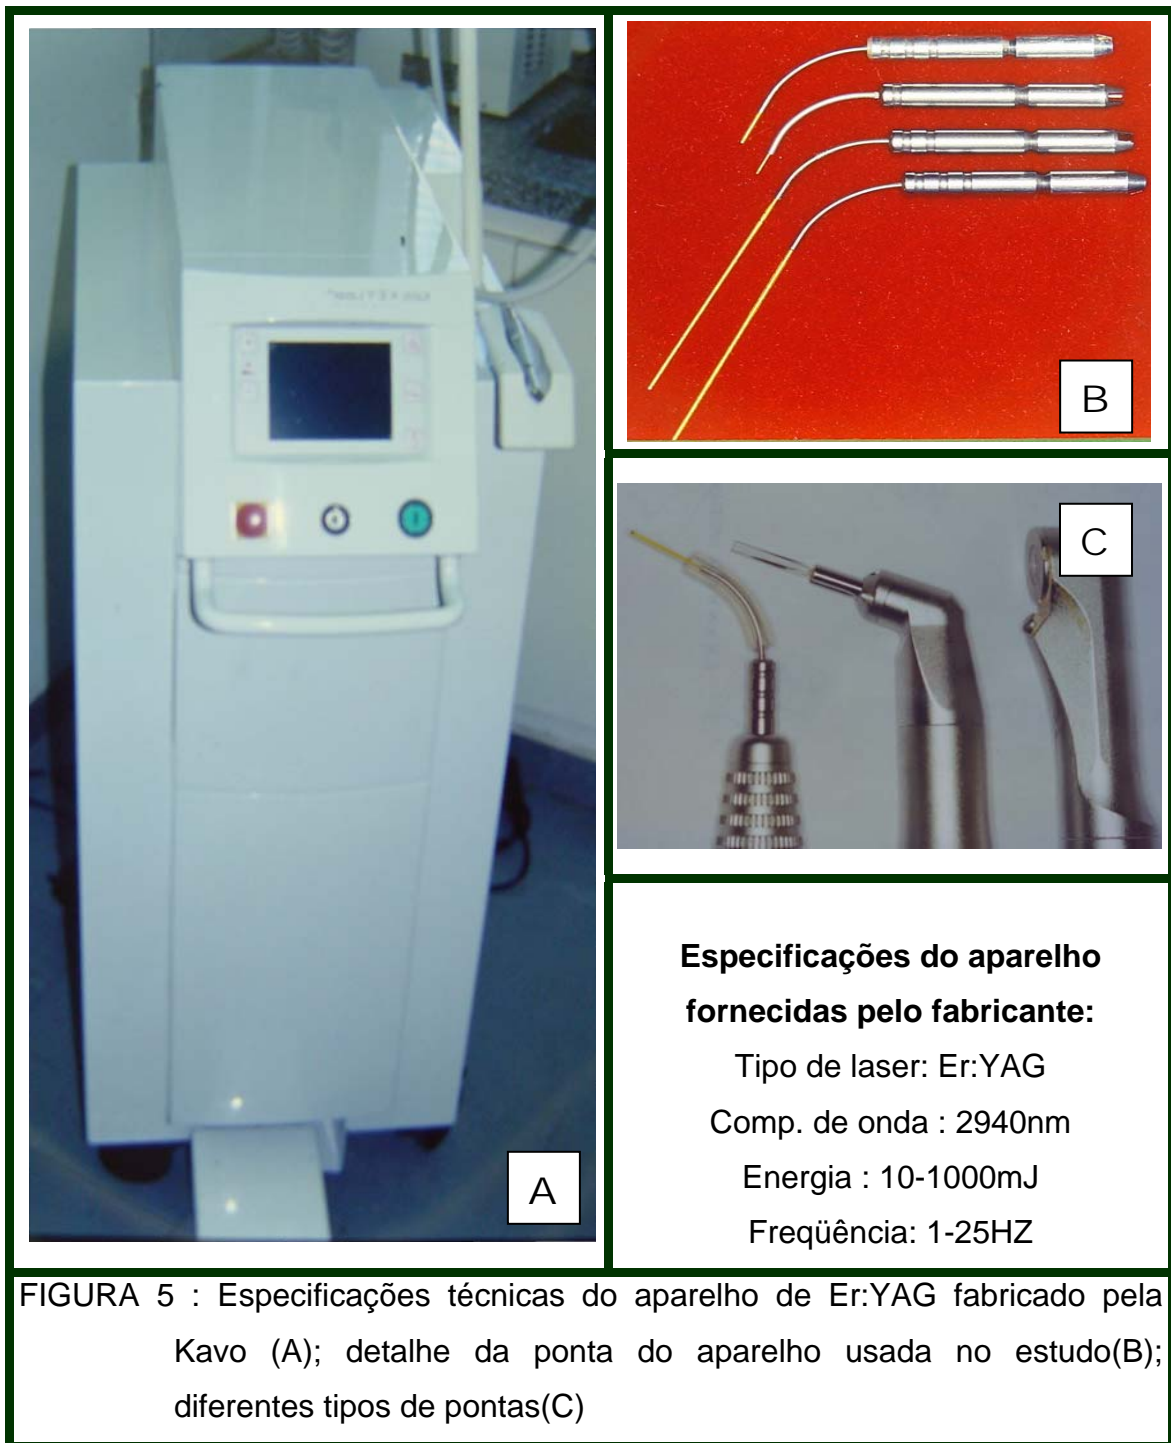 A
B
C
Especificações do aparelho
fornecidas pelo fabricante:
Tipo de laser: Er:YAG
Comp. de onda : 2940nm
Energia : 10-1000mJ
Freqüência: 1-25HZ
FIGURA 5 : Especificações técnicas do aparelho de Er:YAG fabricado pela
Kavo (A); detalhe da ponta do aparelho usada no estudo(B);
diferentes tipos de pontas(C)